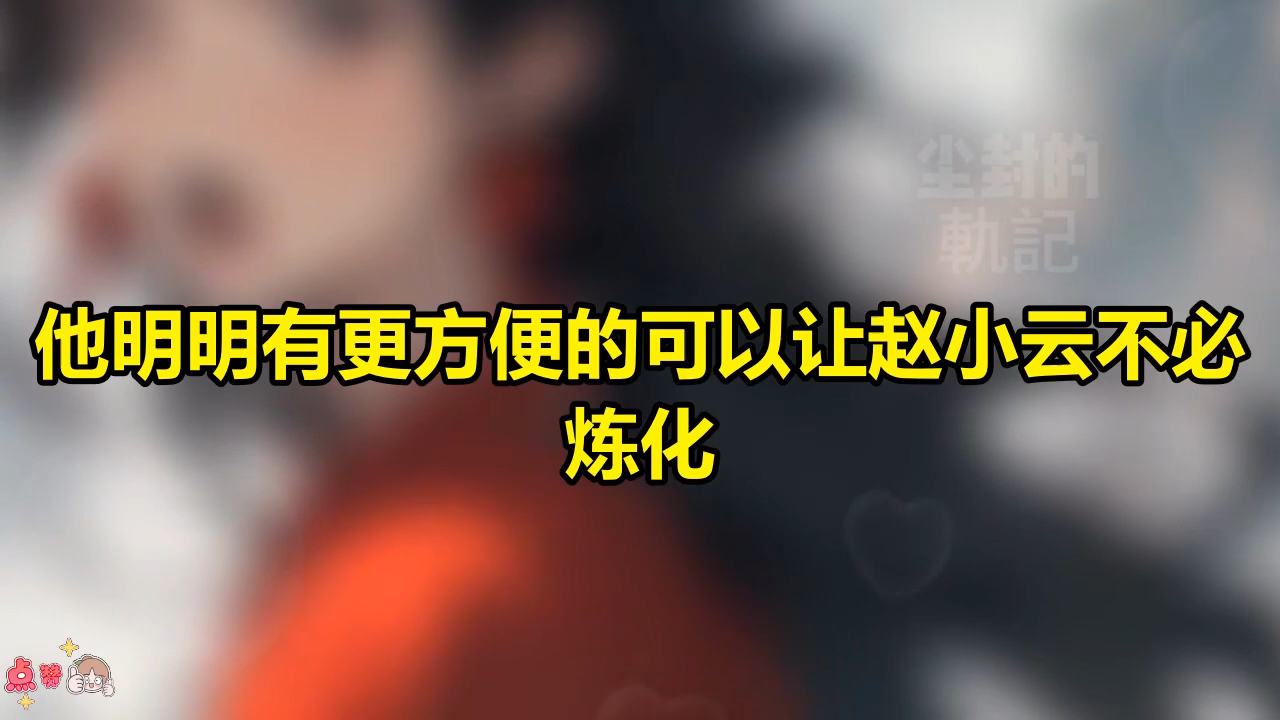 尘封的
軌記
他明明有更方便的可以让赵小云不必
炼化
点赞